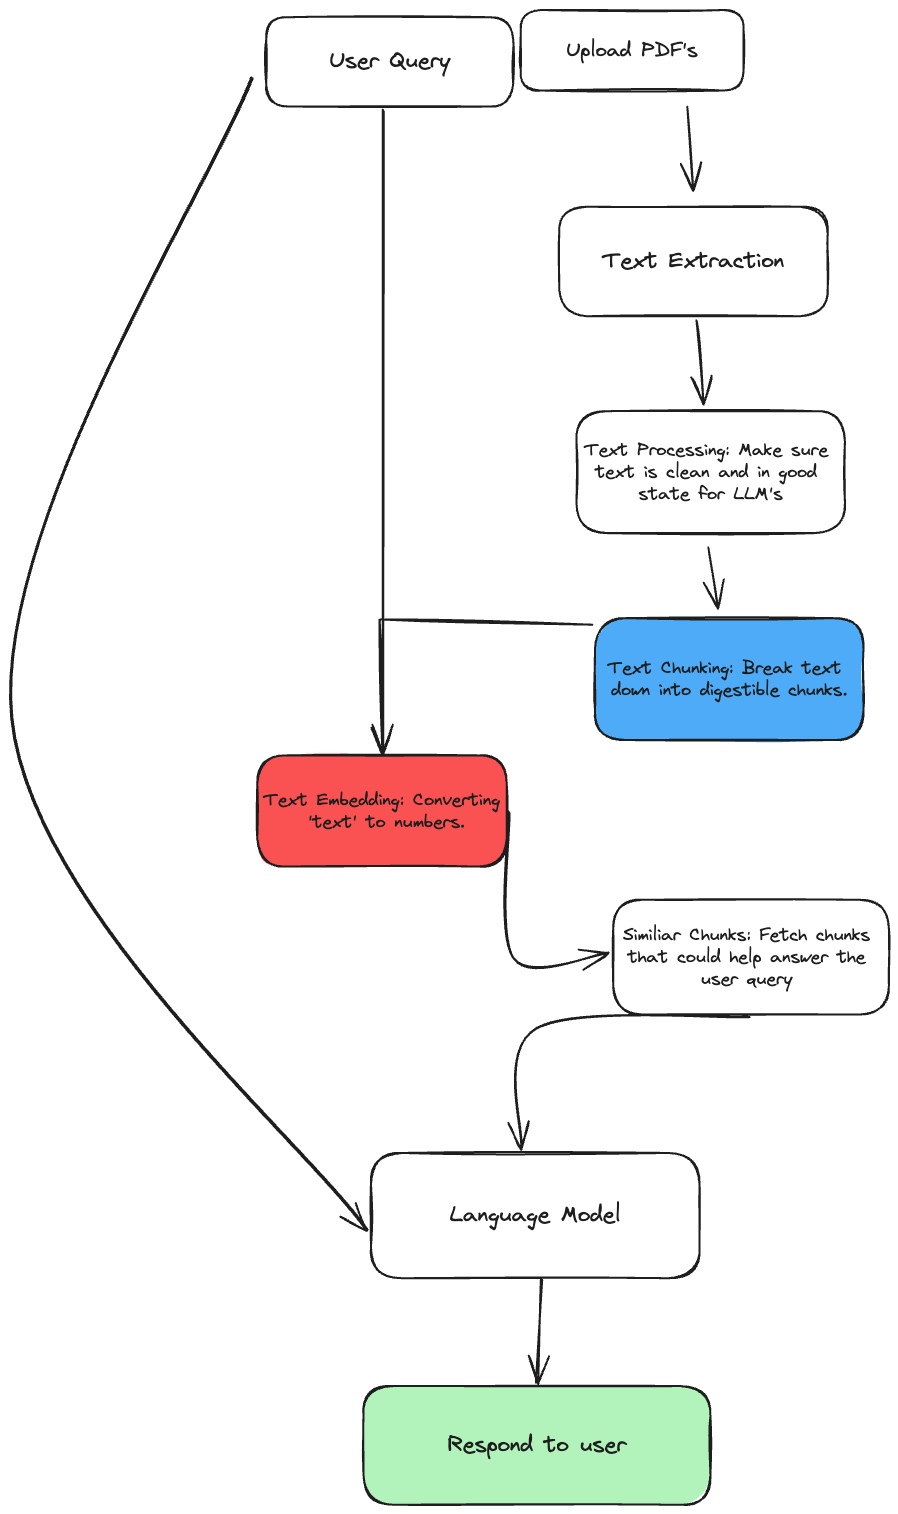 User Query
Upload PDF's
Text Extraction
Text Processing: Make sure
text is clean and in good
state for LLM's
Text Chunking: Break text
down into digestible chunks.
Text Embedding: Converting
'text' to numbers.
Similiar Chunks: Fetch chunks
that could help answer the
user query
Language Model
Respond to user